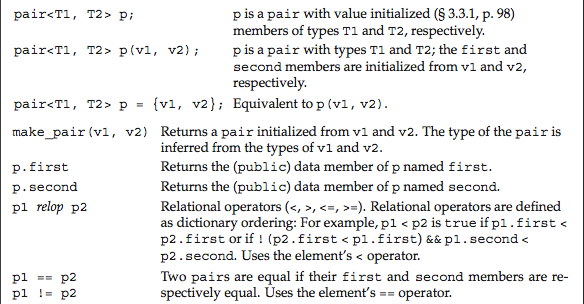 pair<T1, T2> p; p is a pair with value initialized (§ 3.3.1, p. 98)
members of types T1 and T2, respectively.
pair<T1, T2> p(v1, v2); p is a pair with types T1 and T2; the first and
second members are initialized from v1 and v2,
respectively.
pair<T1, T2> p = {v1, v2}; Equivalent to p(v1, v2).
make_pair(v1, v2) Returns a pair initialized from v1 and v2. The type of the pair is
inferred from the types of v1 and v2.
p.first Returns the (public) data member of p named first.
p.second Returns the (public) data member of p named second.
p1 relop p2 Relational operators (<, >, <=, >=). Relational operators are defined
as dictionary ordering: For example, p1 < p2 is true if p1.first <
p2.first or if !(p2.first < p1.first) && p1.second <
p2.second. Uses the element's < operator.
p1 == p2 Two pairs are equal if their first and second members are re-
p1 != p2 spectively equal. Uses the element's == operator.